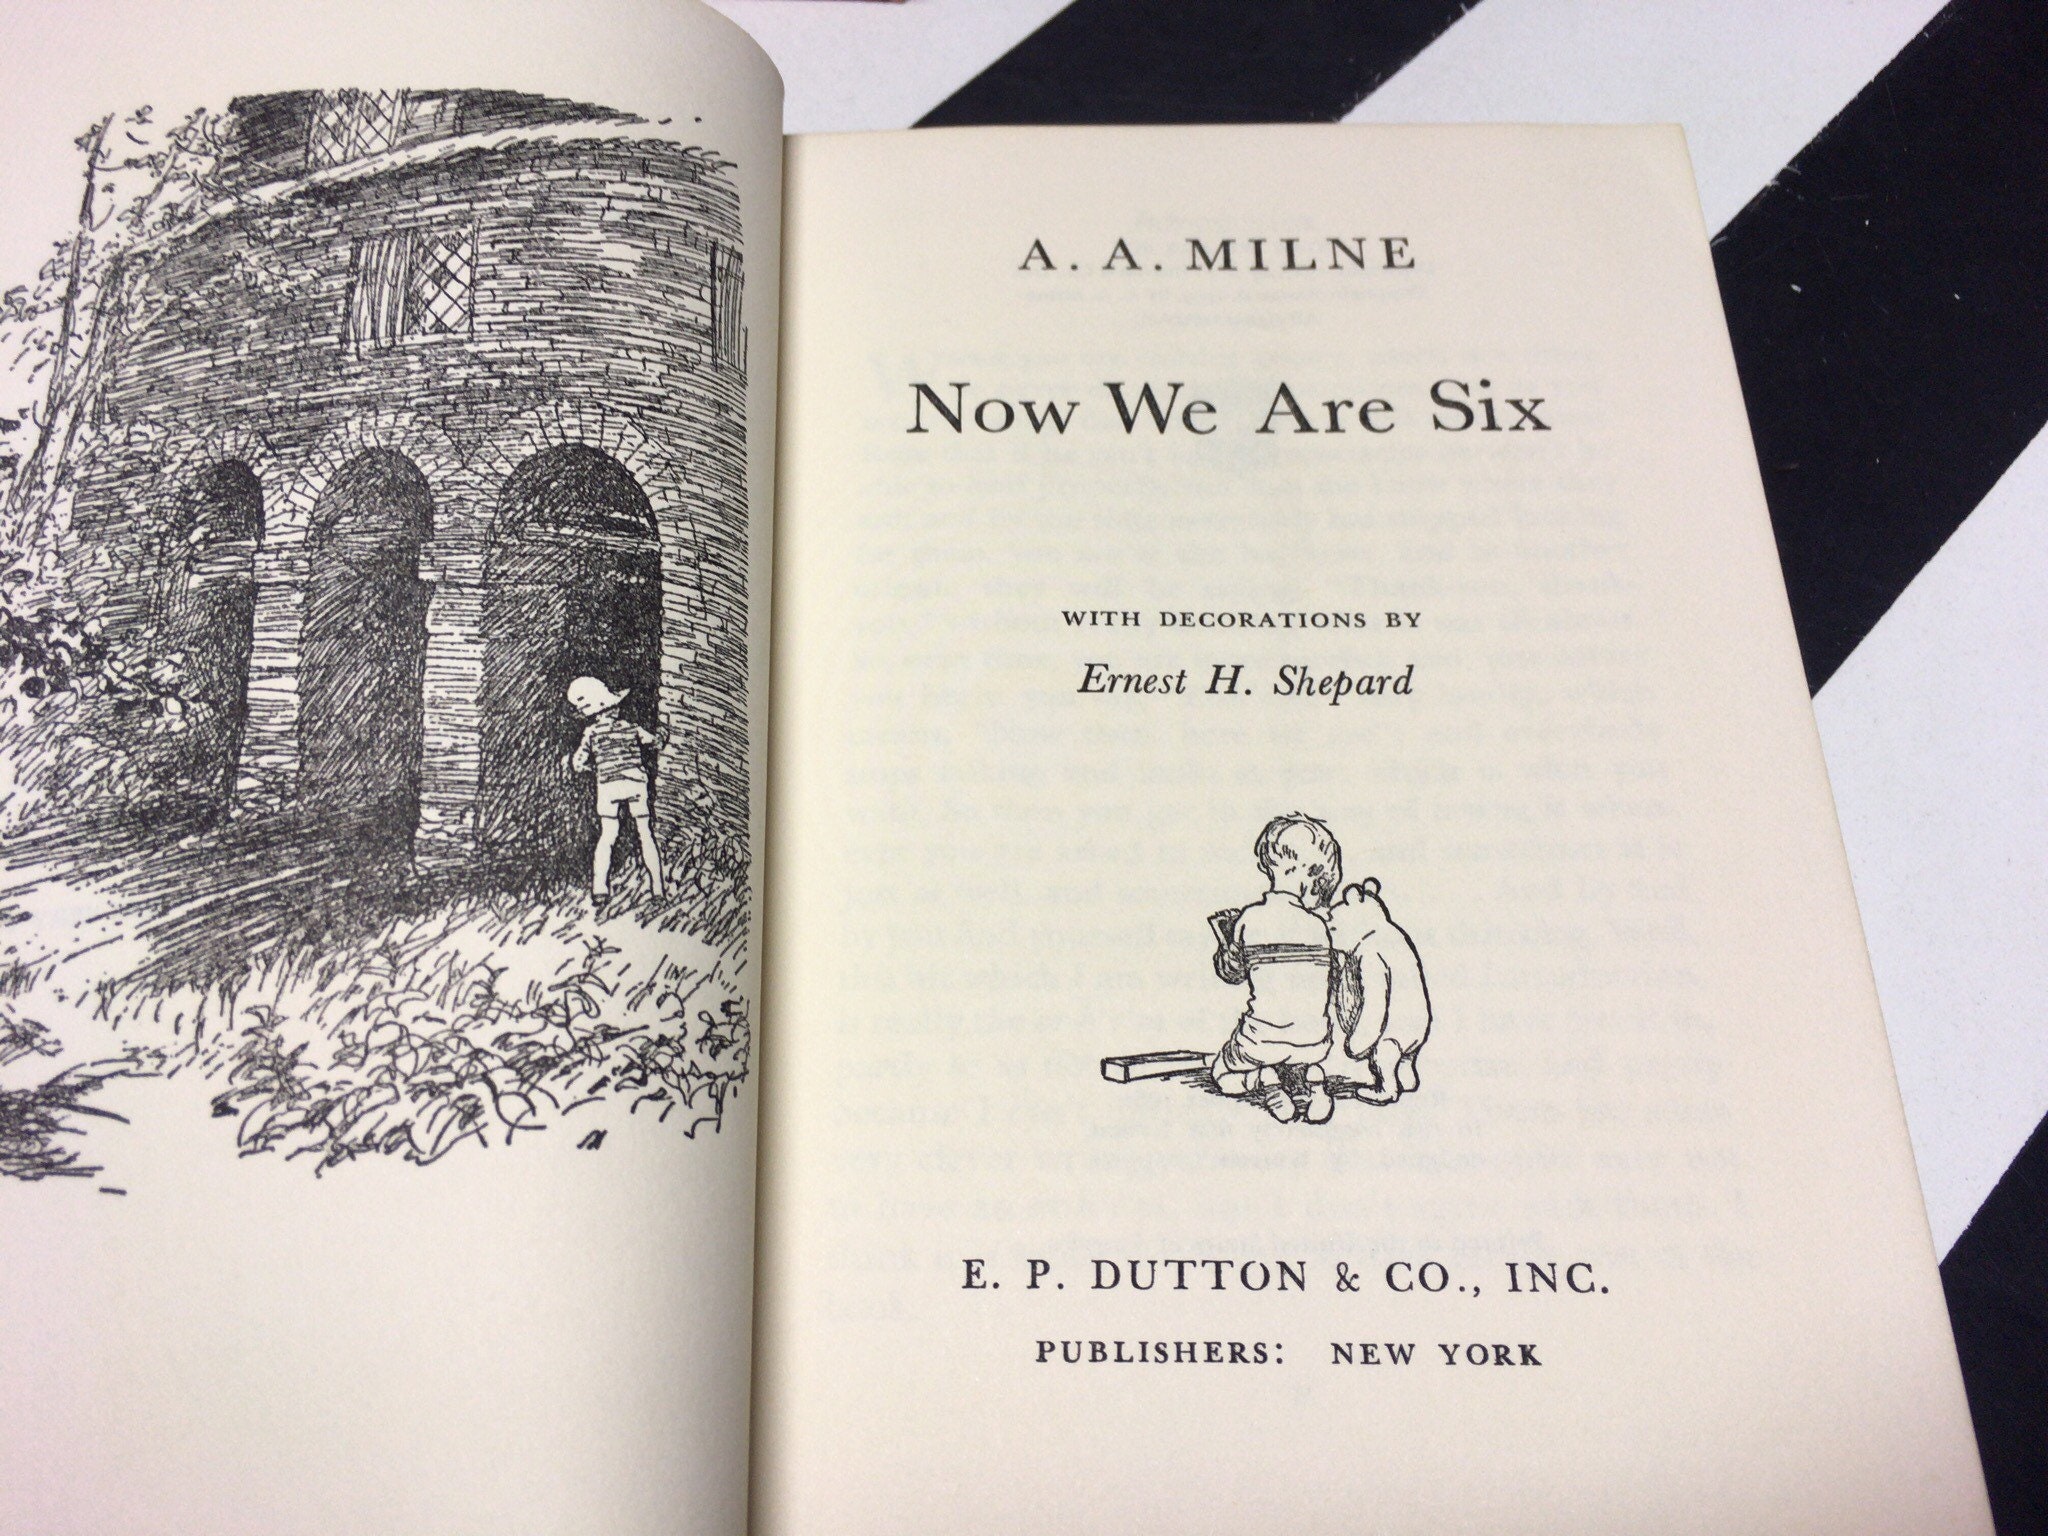 A. A. MILNE
Now We Are Six
WITH DECORATIONS BY
Ernest H. Shepard
E. P. DUTTON & CO., INC.
PUBLISHERS: NEW YORK